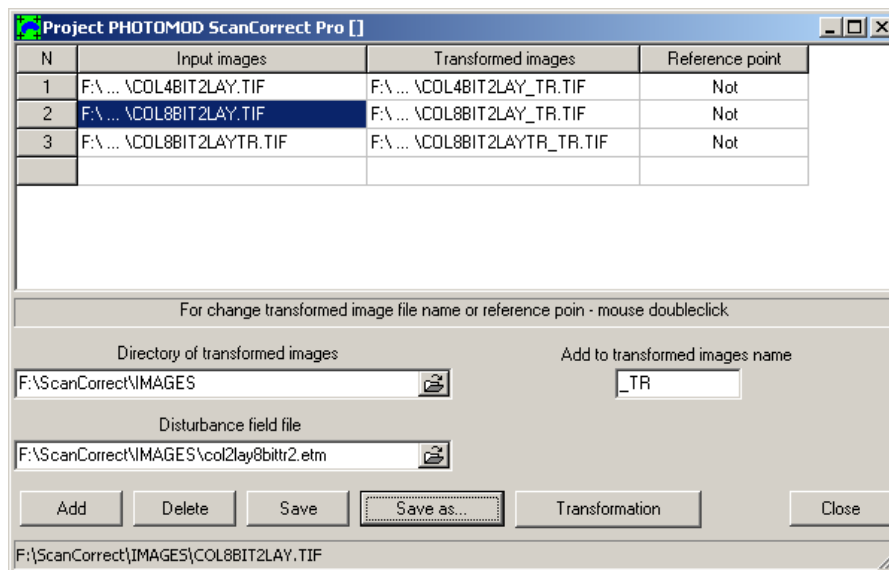 Project PHOTOMOD ScanCorrect Pro []
N Input images Transformed images Reference point
1 F:\ ... \COL4BIT2LAY.TIF F:\ ... \COL4BIT2LAY_TR.TIF Not
2 F:\ ... \COL8BIT2LAY.TIF F:\ ... \COL8BIT2LAY_TR.TIF Not
3 F:\ ... \COL8BIT2LAYTR.TIF F:\ ... \COL8BIT2LAYTR_TR.TIF Not
For change transformed image file name or reference poin - mouse doubleclick
Directory of transformed images Add to transformed images name
F:\ScanCorrect\IMAGES _TR
Disturbance field file
F:\ScanCorrect\IMAGES\col2lay8bittr2.etm
Add Delete Save Save as... Transformation Close
F:\ScanCorrect\IMAGES\COL8BIT2LAY.TIF